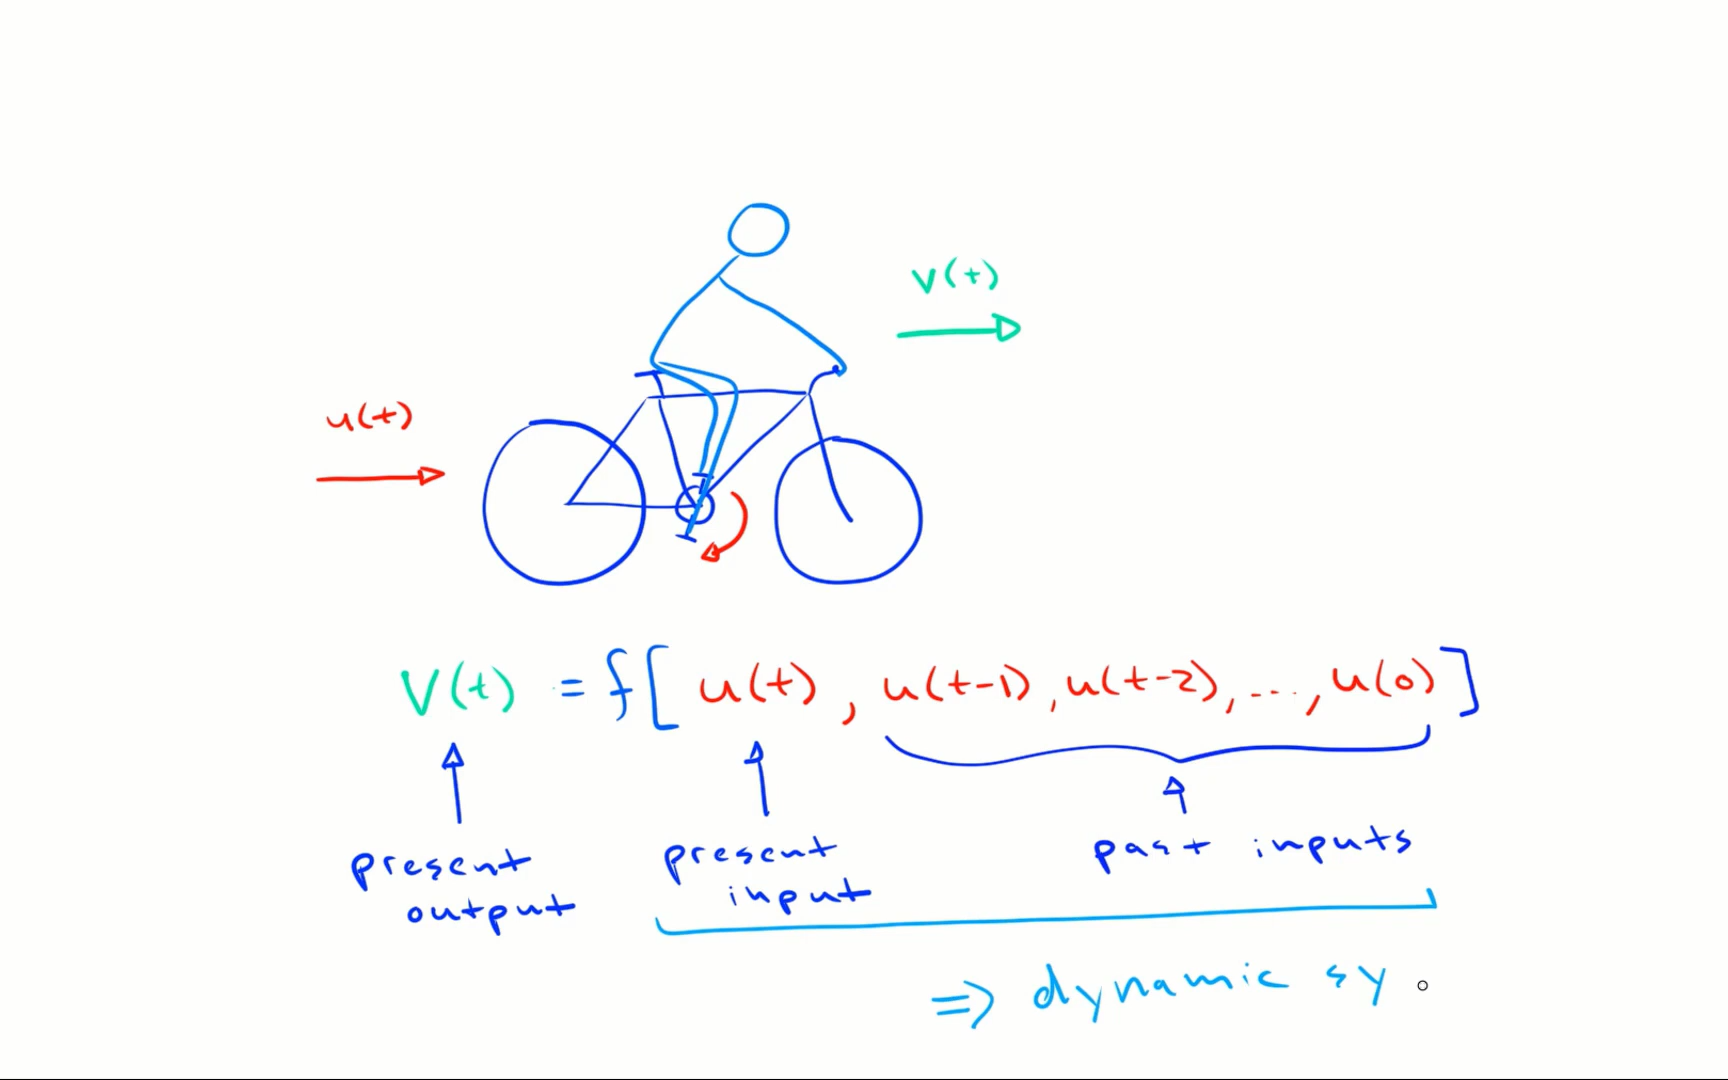 v(t)
u(t)
V(t) = f[ u(t), u(t-1), u(t-2), ..., u(0) ]
present output
present input
past inputs
=> dynamic sy